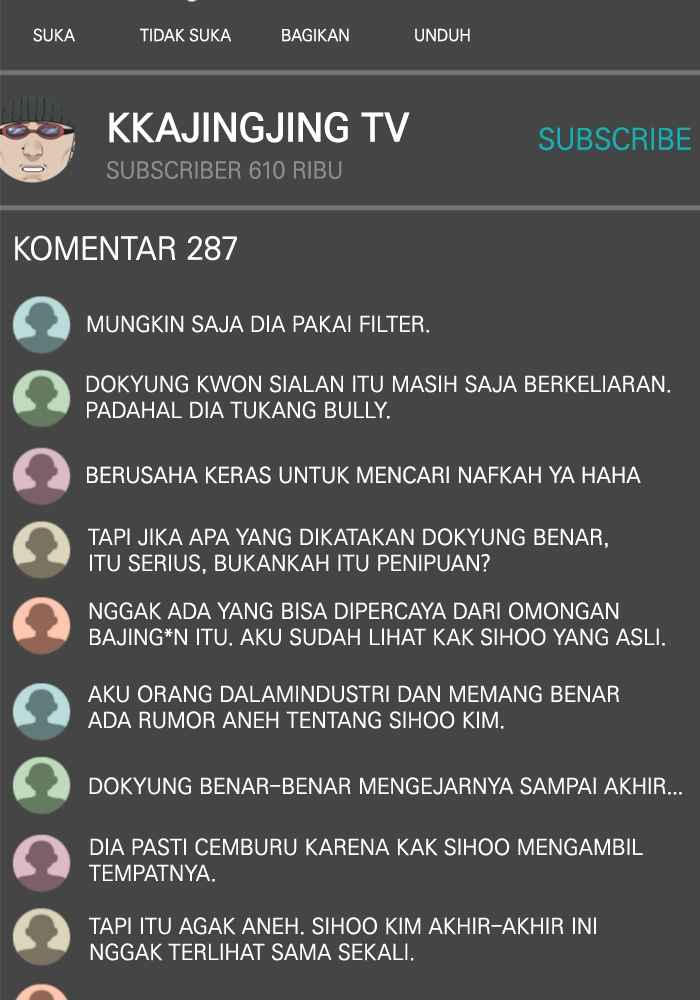 SUKA TIDAK SUKA BAGIKAN UNDUH
KKAJINGJING TV
SUBSCRIBE
SUBSCRIBER 610 RIBU
KOMENTAR 287
MUNGKIN SAJA DIA PAKAI FILTER.
DOKYUNG KWON SIALAN ITU MASIH SAJA BERKELIARAN.
PADAHAL DIA TUKANG BULLY.
BERUSAHA KERAS UNTUK MENCARI NAFKAH YA HAHA
TAPI JIKA APA YANG DIKATAKAN DOKYUNG BENAR,
ITU SERIUS, BUKANKAH ITU PENIPUAN?
NGGAK ADA YANG BISA DIPERCAYA DARI OMONGAN
BAJING*N ITU. AKU SUDAH LIHAT KAK SIHOO YANG ASLI.
AKU ORANG DALAMINDUSTRI DAN MEMANG BENAR
ADA RUMOR ANEH TENTANG SIHOO KIM.
DOKYUNG BENAR-BENAR MENGEJARNYA SAMPAI AKHIR...
DIA PASTI CEMBURU KARENA KAK SIHOO MENGAMBIL
TEMPATNYA.
TAPI ITU AGAK ANEH. SIHOO KIM AKHIR-AKHIR INI
NGGAK TERLIHAT SAMA SEKALI.